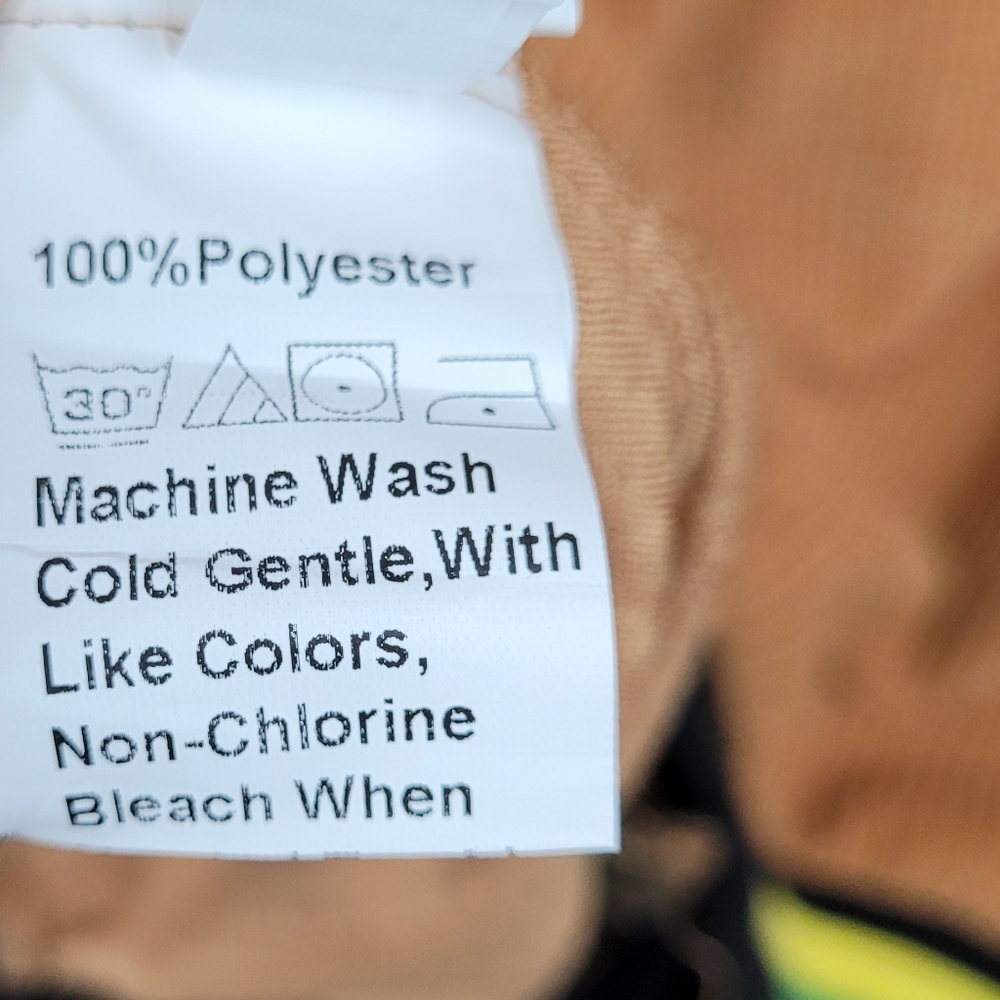 100%Polyester
30°
Machine Wash
Cold Gentle,With
Like Colors,
Non-Chlorine
Bleach When